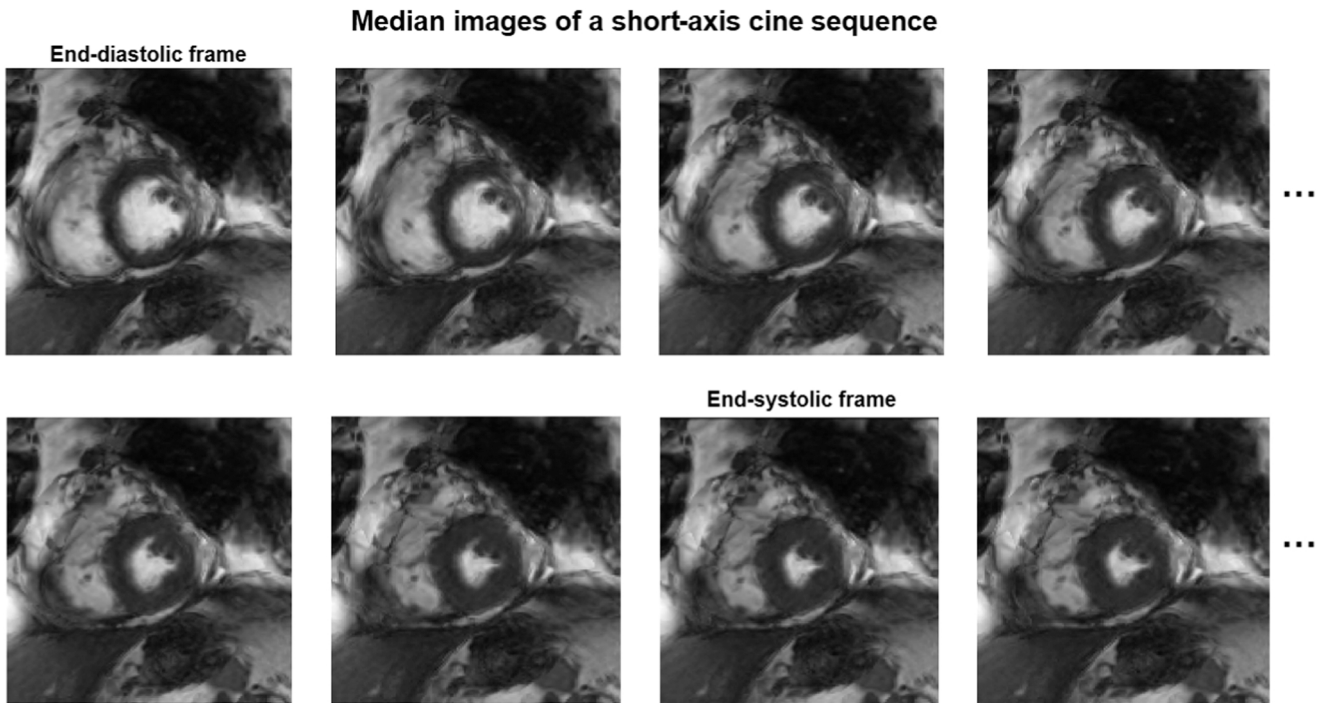 Median images of a short-axis cine sequence
End-diastolic frame
...
End-systolic frame
...